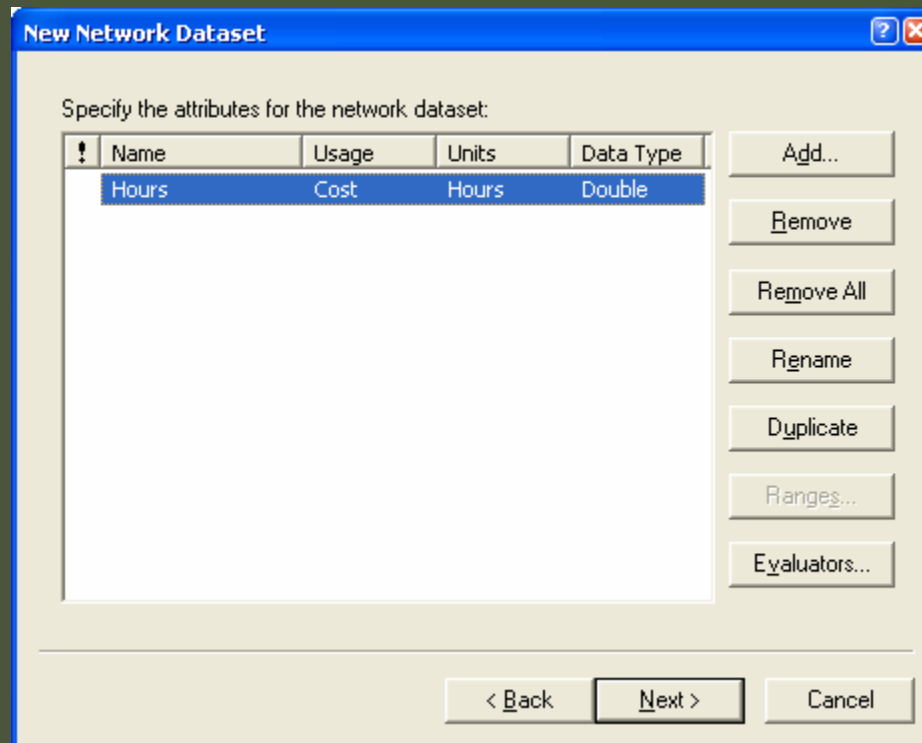 New Network Dataset
Specify the attributes for the network dataset:
! Name Usage Units Data Type
Hours Cost Hours Double
Add...
Remove
Remove All
Rename
Duplicate
Ranges...
Evaluators...
< Back Next > Cancel